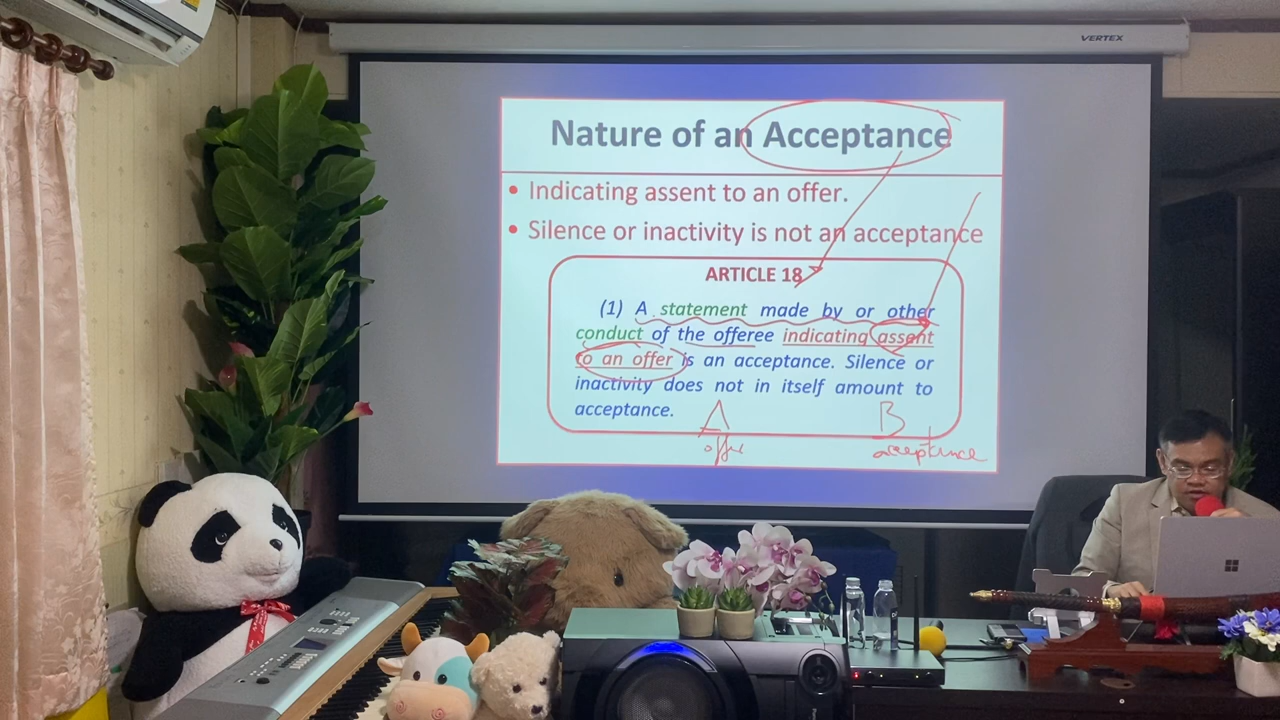 VERTEX
Nature of an Acceptance
• Indicating assent to an offer.
• Silence or inactivity is not an acceptance
ARTICLE 18
(1) A statement made by or other
conduct of the offeree indicating assent
to an offer is an acceptance. Silence or
inactivity does not in itself amount to
acceptance.
A B
offer acceptance